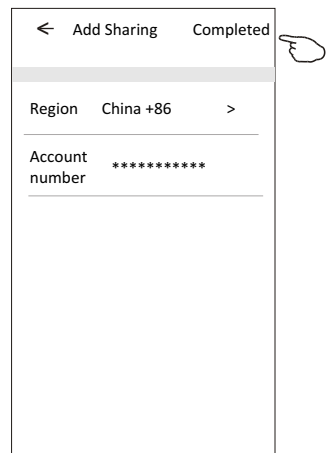 ← Add Sharing Completed
Region China +86 >
Account
number ***********